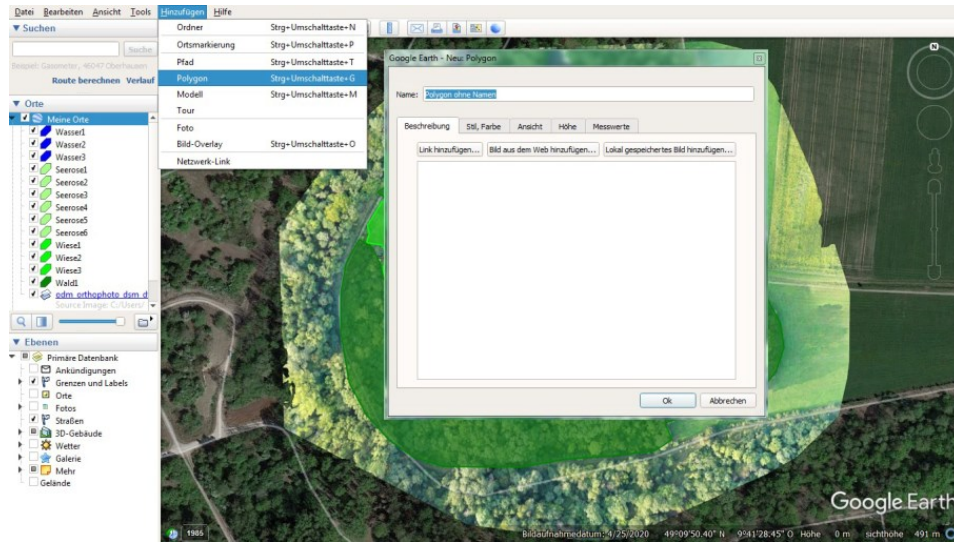 Datei Bearbeiten Ansicht Tools Hinzufügen Hilfe
Suchen
Suche
Beispiel: Gasometer, 46047 Oberhausen
Route berechnen Verlauf
Orte
Meine Orte
Wasser1
Wasser2
Wasser3
Seerose1
Seerose2
Seerose3
Seerose4
Seerose5
Seerose6
Wiese1
Wiese2
Wiese3
Wald1
odm_orthophoto_dsm_d
Source Image: C:/Users/
Ebenen
Primäre Datenbank
Ankündigungen
Grenzen und Labels
Orte
Fotos
Straßen
3D-Gebäude
Wetter
Galerie
Mehr
Gelände
Ordner Strg+Umschalttaste+N
Ortsmarkierung Strg+Umschalttaste+P
Pfad Strg+Umschalttaste+T
Polygon Strg+Umschalttaste+G
Modell Strg+Umschalttaste+M
Tour
Foto
Bild-Overlay Strg+Umschalttaste+O
Netzwerk-Link
Google Earth - Neu: Polygon
Name: Polygon ohne Namen
Beschreibung Stil, Farbe Ansicht Höhe Messwerte
Link hinzufügen... Bild aus dem Web hinzufügen... Lokal gespeichertes Bild hinzufügen...
Ok Abbrechen
N
Google Earth
1985 Bildaufnahmedatum: 4/25/2020 49°09'50.40" N 9°41'28.45" O Höhe 0 m sichthöhe 491 m